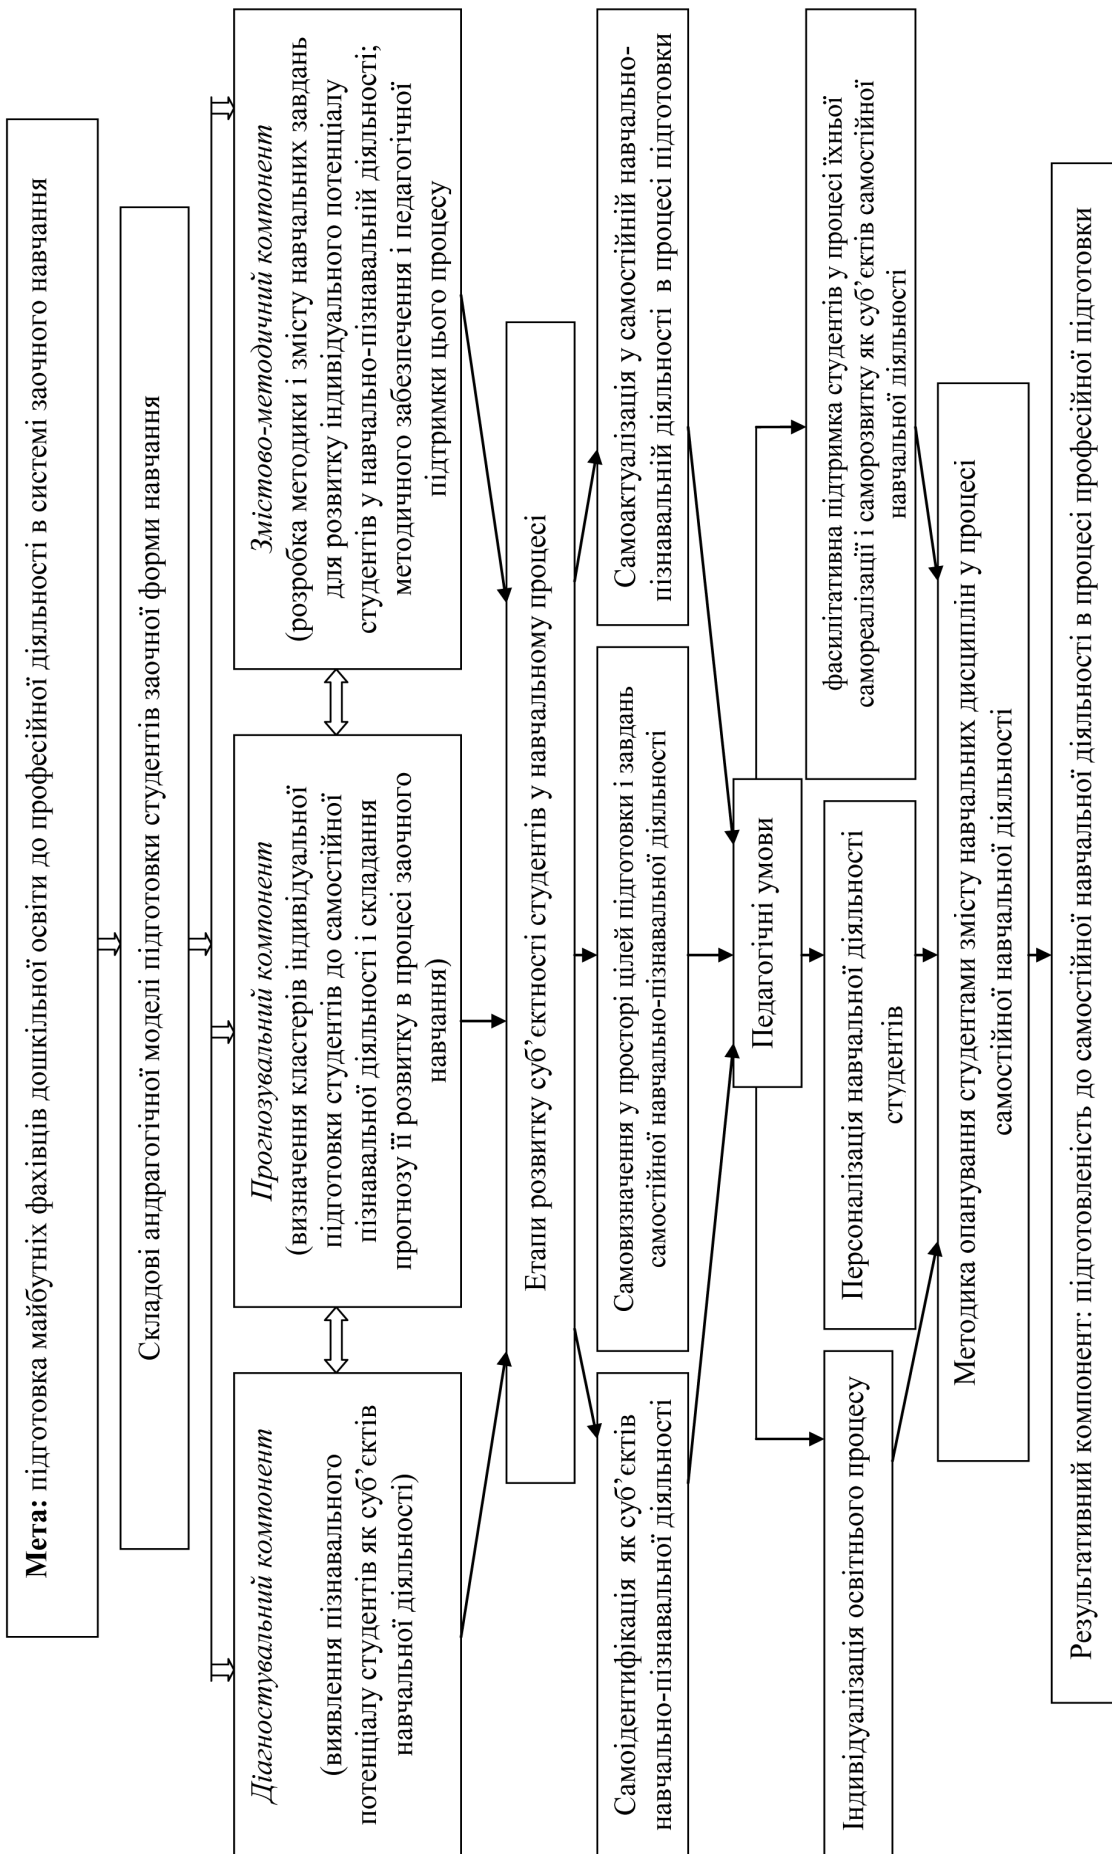 Мета: підготовка майбутніх фахівців дошкільної освіти до професійної діяльності в системі заочного навчання
Складові андрагогічної моделі підготовки студентів заочної форми навчання
Діагностувальний компонент
(виявлення пізнавального
потенціалу студентів як суб’єктів
навчальної діяльності)
Прогнозувальний компонент
(визначення кластерів індивідуальної
підготовки студентів до самостійної
пізнавальної діяльності і складання
прогнозу її розвитку в процесі заочного
навчання)
Змістово-методичний компонент
(розробка методики і змісту навчальних завдань
для розвитку індивідуального потенціалу
студентів у навчально-пізнавальній діяльності;
методичного забезпечення і педагогічної
підтримки цього процесу
Етапи розвитку суб’єктності студентів у навчальному процесі
Самоідентифікація як суб’єктів
навчально-пізнавальної діяльності
Самовизначення у просторі цілей підготовки і завдань
самостійної навчально-пізнавальної діяльності
Самоактуалізація у самостійній навчально-
пізнавальній діяльності в процесі підготовки
Педагогічні умови
Індивідуалізація освітнього процесу
Персоналізація навчальної діяльності
студентів
фасилітативна підтримка студентів у процесі їхньої
самореалізації і саморозвитку як суб’єктів самостійної
навчальної діяльності
Методика опанування студентами змісту навчальних дисциплін у процесі
самостійної навчальної діяльності
Результативний компонент: підготовленість до самостійної навчальної діяльності в процесі професійної підготовки